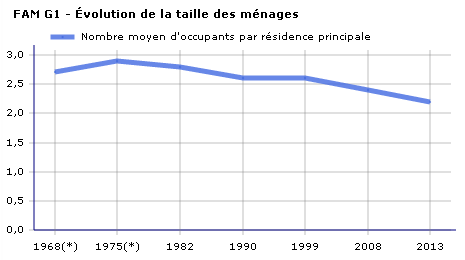 FAM G1 - Évolution de la taille des ménages
Nombre moyen d'occupants par résidence principale
3,0
2,5
2,0
1,5
1,0
0,5
0,0
1968(*) 1975(*) 1982 1990 1999 2008 2013